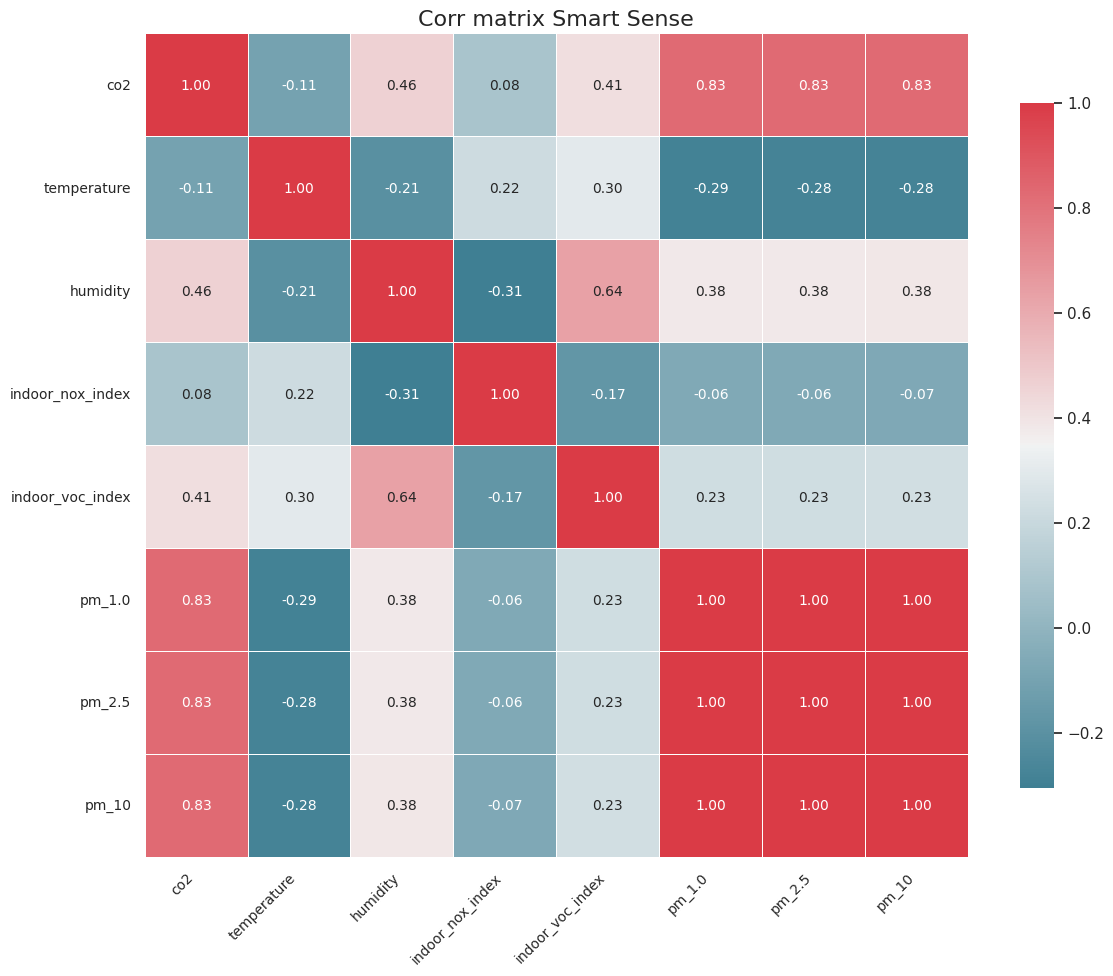 Corr matrix Smart Sense
co2 1.00 -0.11 0.46 0.08 0.41 0.83 0.83 0.83
temperature -0.11 1.00 -0.21 0.22 0.30 -0.29 -0.28 -0.28
humidity 0.46 -0.21 1.00 -0.31 0.64 0.38 0.38 0.38
indoor_nox_index 0.08 0.22 -0.31 1.00 -0.17 -0.06 -0.06 -0.07
indoor_voc_index 0.41 0.30 0.64 -0.17 1.00 0.23 0.23 0.23
pm_1.0 0.83 -0.29 0.38 -0.06 0.23 1.00 1.00 1.00
pm_2.5 0.83 -0.28 0.38 -0.06 0.23 1.00 1.00 1.00
pm_10 0.83 -0.28 0.38 -0.07 0.23 1.00 1.00 1.00
co2 temperature humidity indoor_nox_index indoor_voc_index pm_1.0 pm_2.5 pm_10
1.0
0.8
0.6
0.4
0.2
0.0
−0.2